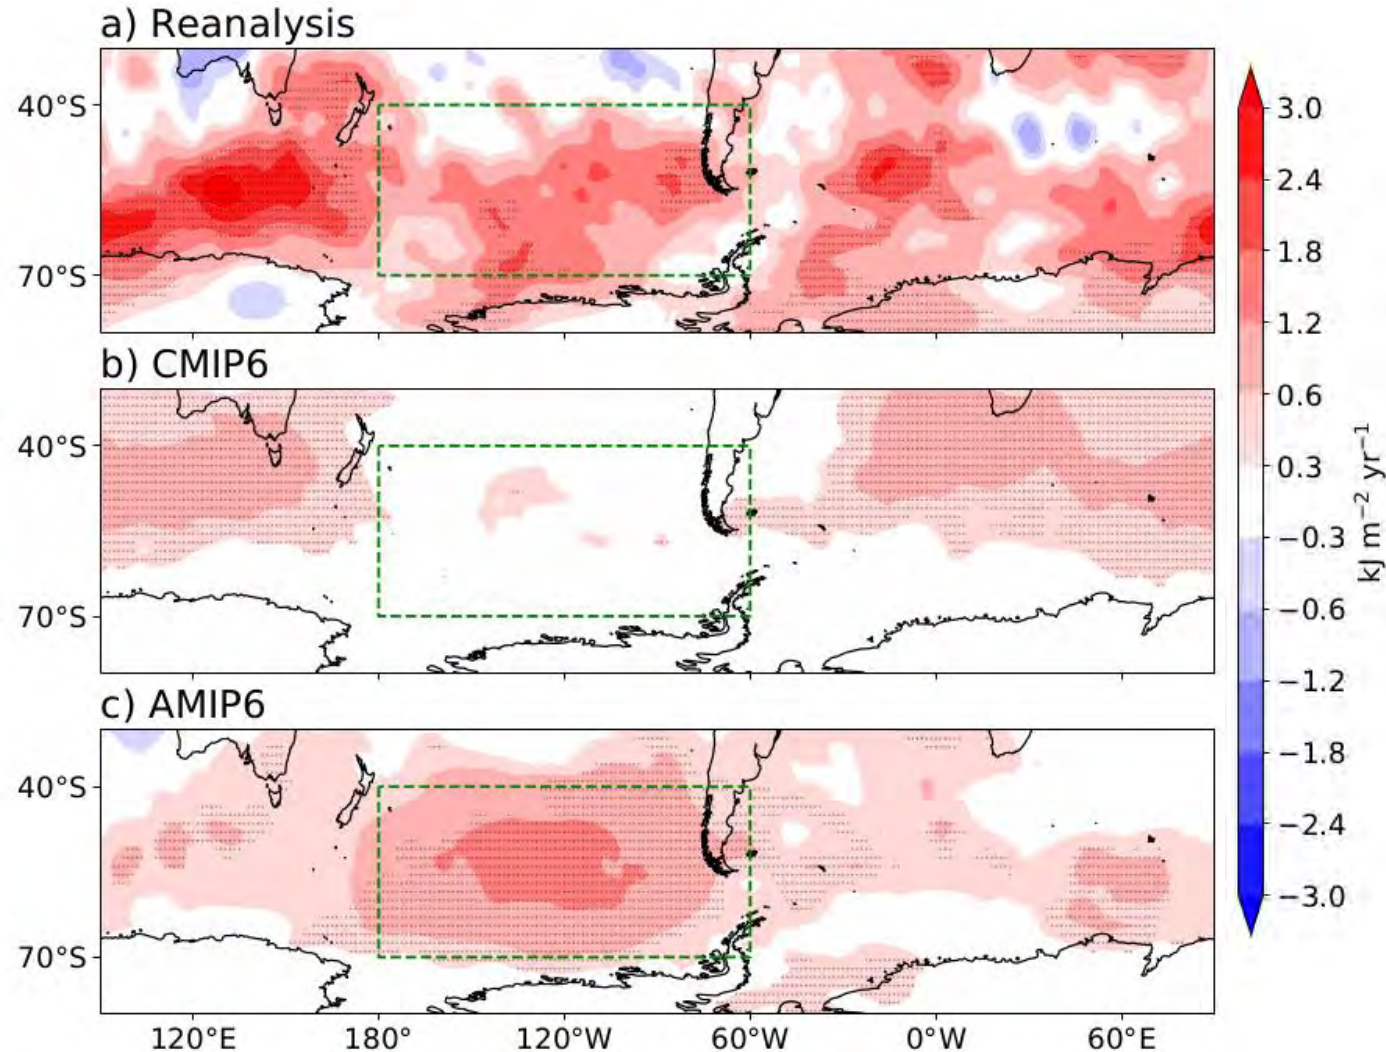 a) Reanalysis
40°S
70°S
b) CMIP6
40°S
70°S
c) AMIP6
40°S
70°S
120°E 180° 120°W 60°W 0°W 60°E
3.0
2.4
1.8
1.2
0.6
0.3
−0.3
−0.6
−1.2
−1.8
−2.4
−3.0
kJ m⁻² yr⁻¹